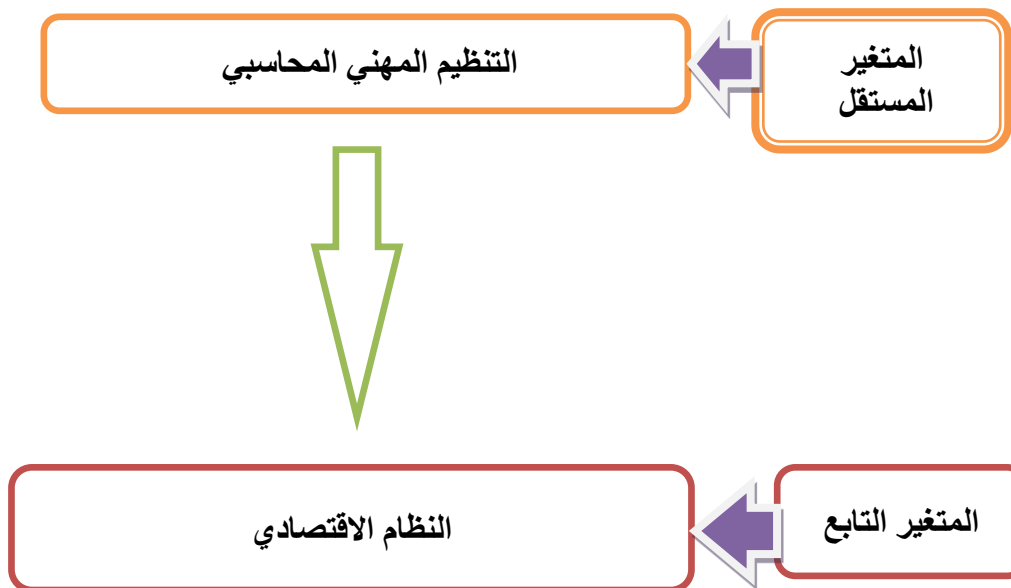 المتغير
المستقل
التنظيم المهني المحاسبي
المتغير التابع
النظام الاقتصادي